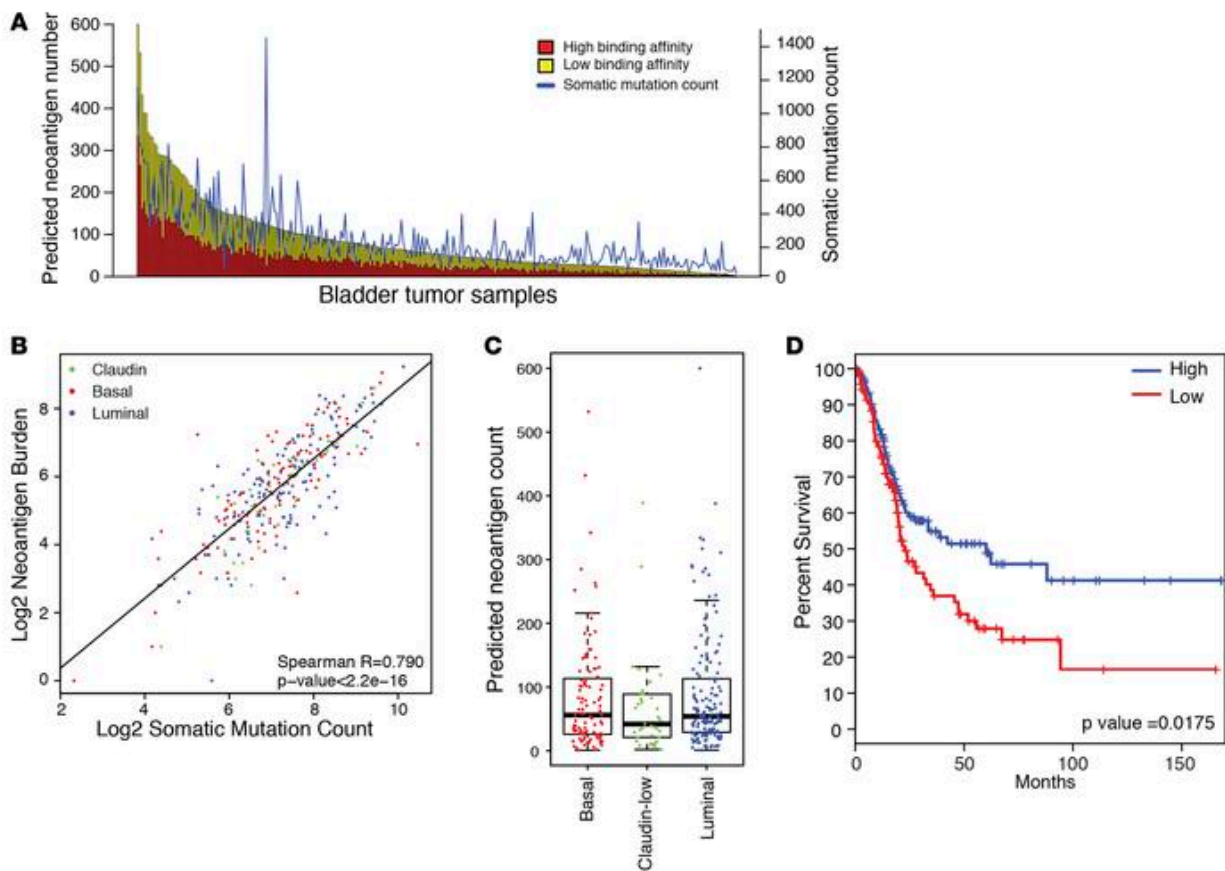 A
Predicted neoantigen number
600
500
400
300
200
100
0
High binding affinity
Low binding affinity
Somatic mutation count
1400
1200
1000
800
600
400
200
0
Somatic mutation count
Bladder tumor samples
B
Log2 Neoantigen Burden
8
6
4
2
0
Claudin
Basal
Luminal
Spearman R=0.790
p-value<2.2e-16
2
4
6
8
10
Log2 Somatic Mutation Count
C
Predicted neoantigen count
600
500
400
300
200
100
0
Basal
Claudin-low
Luminal
D
Percent Survival
100
90
80
70
60
50
40
30
20
10
0
High
Low
p value =0.0175
0
50
100
150
Months